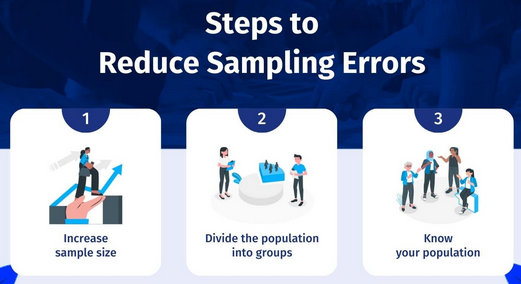 Steps to
Reduce Sampling Errors
1
2
3
Increase
sample size
Divide the population
into groups
Know
your population